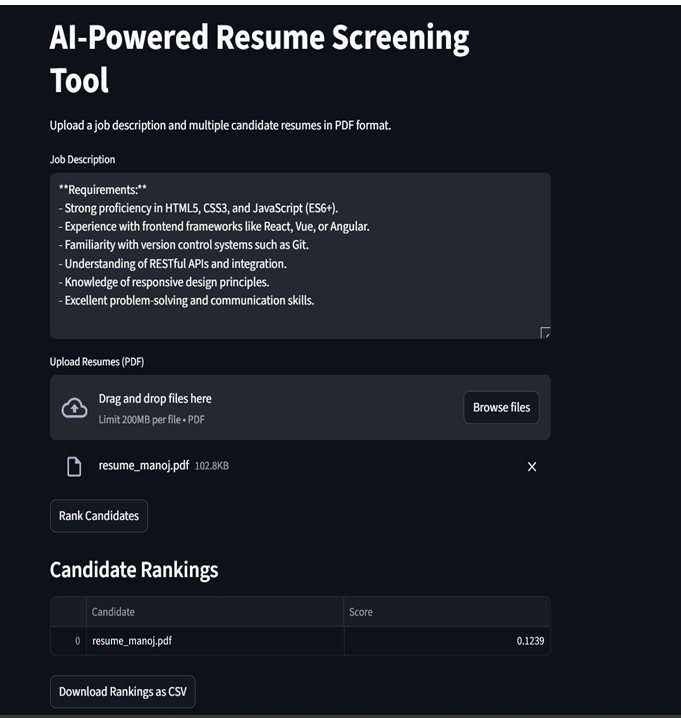 AI-Powered Resume Screening
Tool
Upload a job description and multiple candidate resumes in PDF format.
Job Description
**Requirements:**
- Strong proficiency in HTML5, CSS3, and JavaScript (ES6+).
- Experience with frontend frameworks like React, Vue, or Angular.
- Familiarity with version control systems such as Git.
- Understanding of RESTful APIs and integration.
- Knowledge of responsive design principles.
- Excellent problem-solving and communication skills.
Upload Resumes (PDF)
Drag and drop files here
Limit 200MB per file • PDF
Browse files
resume_manoj.pdf 102.8KB
Rank Candidates
Candidate Rankings
Candidate Score
0 resume_manoj.pdf 0.1239
Download Rankings as CSV